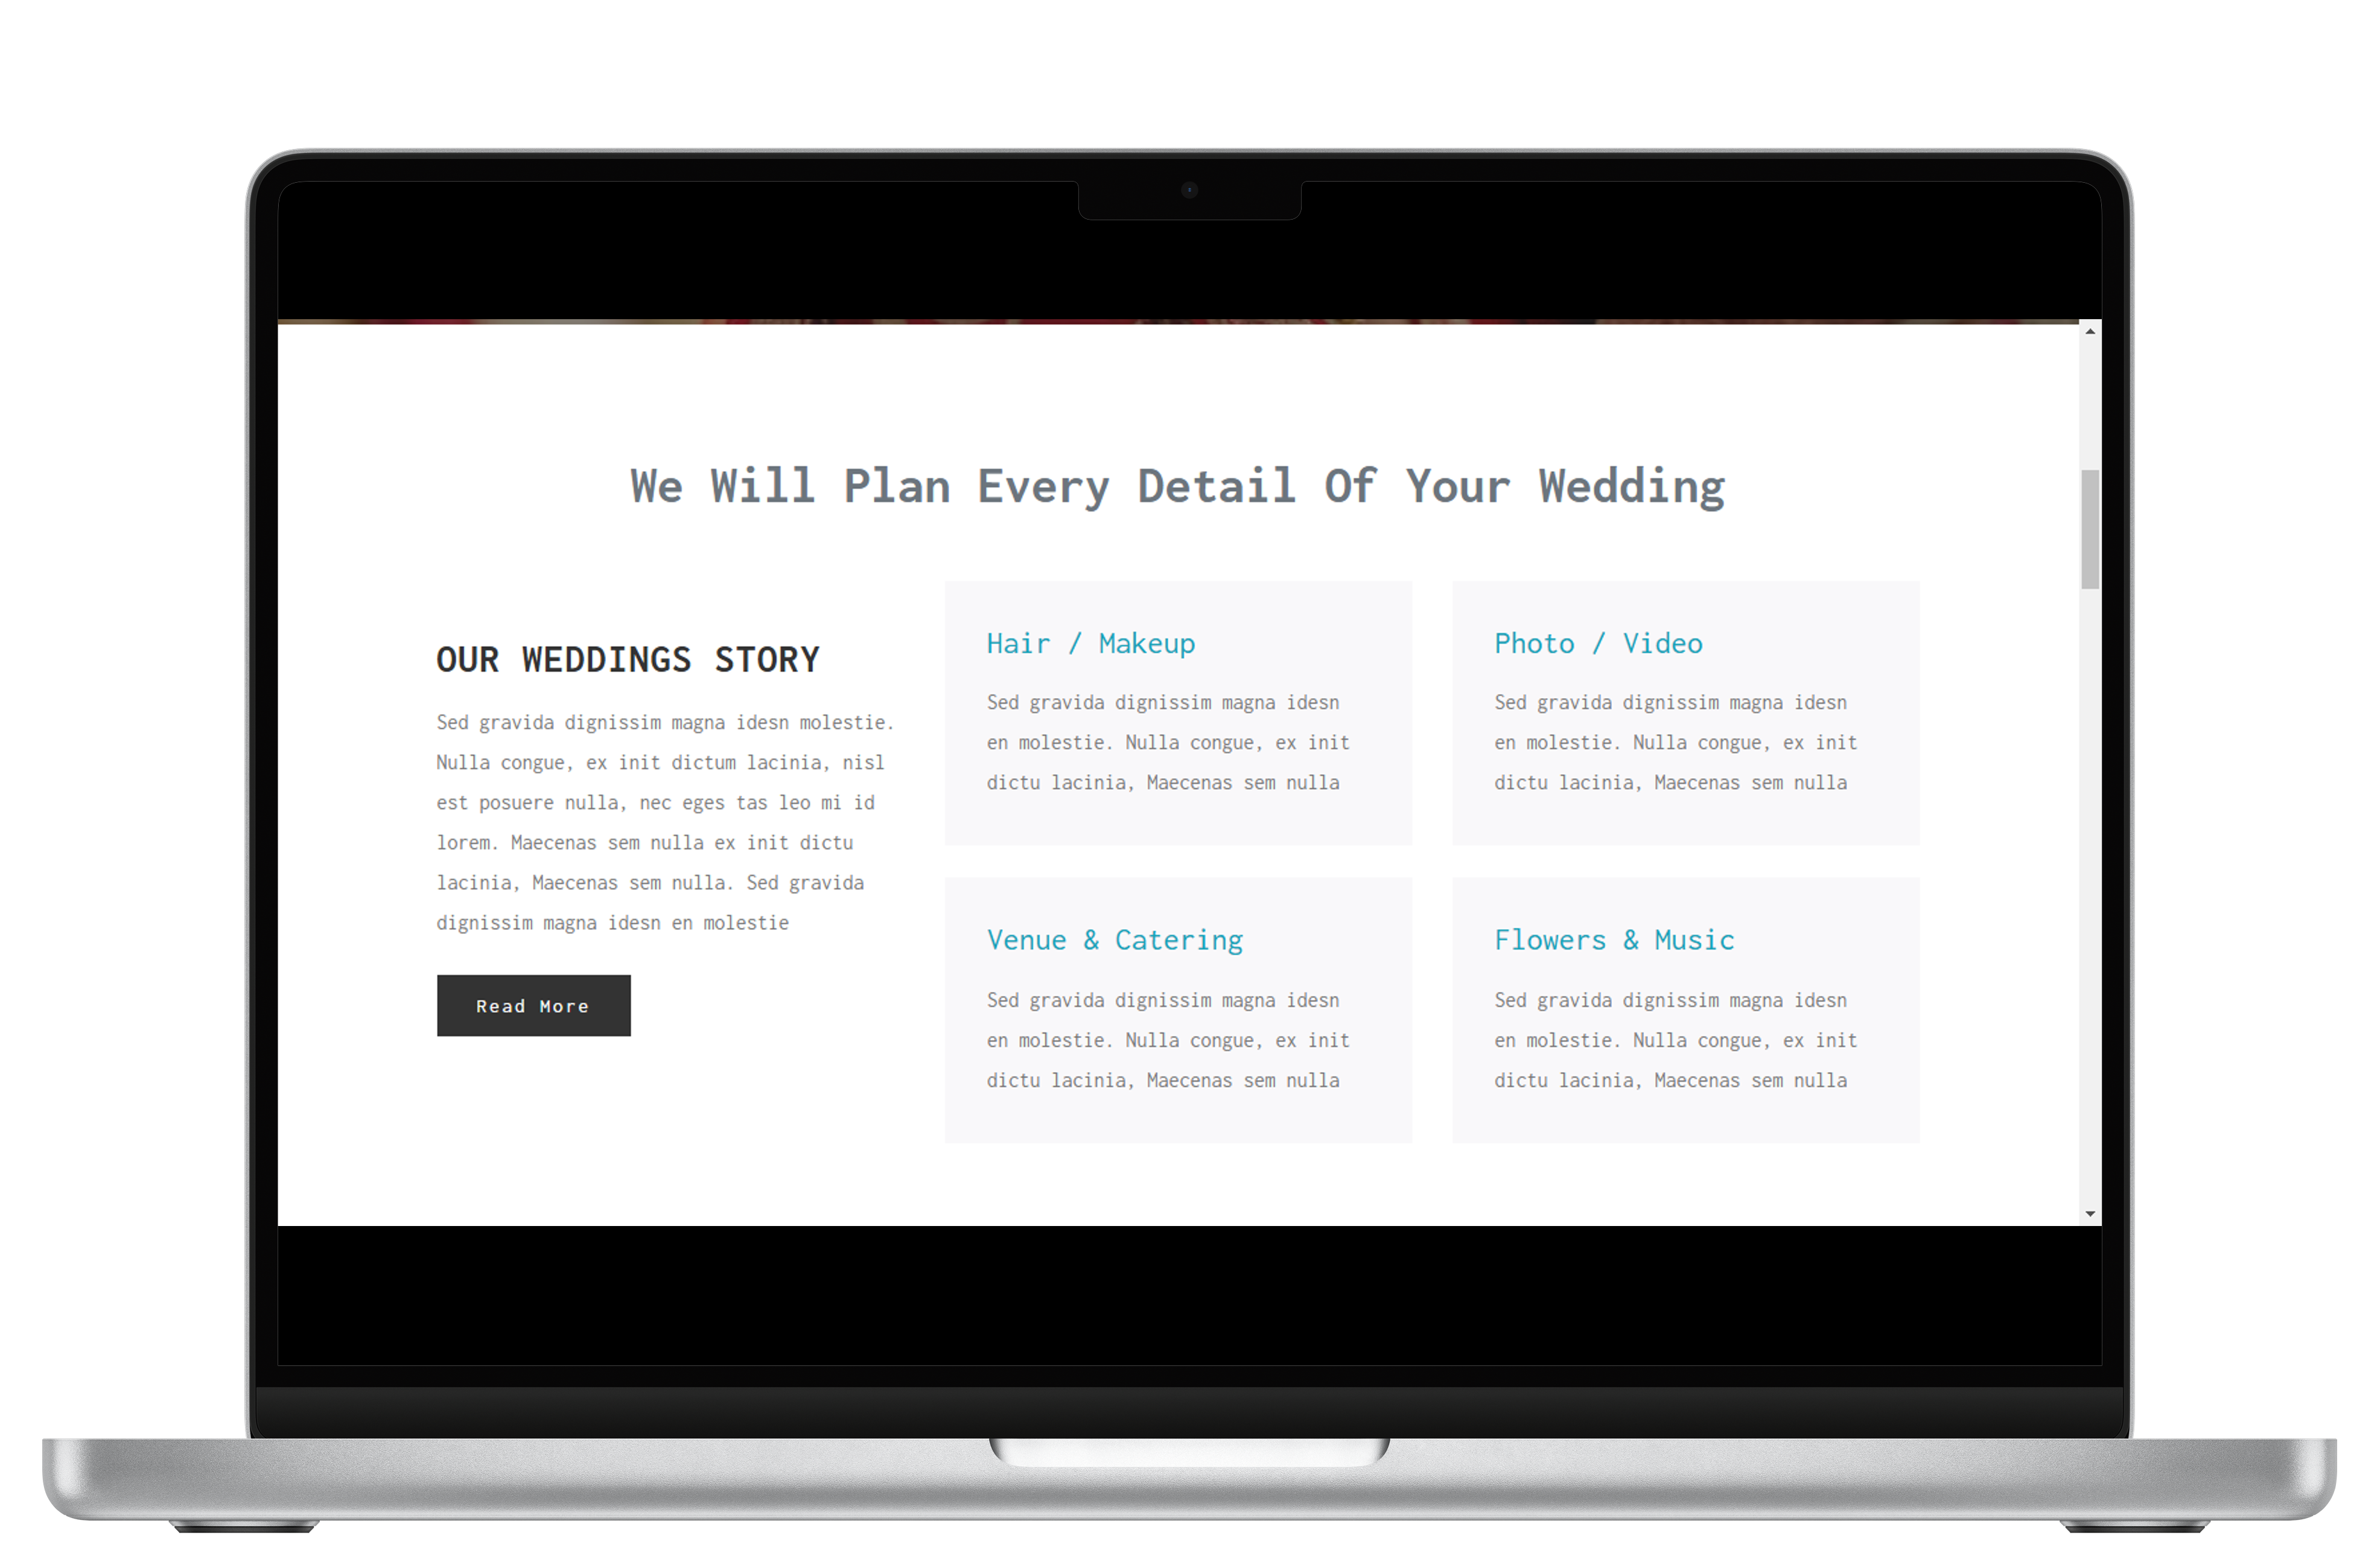 We Will Plan Every Detail Of Your Wedding
OUR WEDDINGS STORY
Sed gravida dignissim magna idesn molestie.
Nulla congue, ex init dictum lacinia, nisl
est posuere nulla, nec eges tas leo mi id
lorem. Maecenas sem nulla ex init dictu
lacinia, Maecenas sem nulla. Sed gravida
dignissim magna idesn en molestie
Read More
Hair / Makeup
Sed gravida dignissim magna idesn
en molestie. Nulla congue, ex init
dictu lacinia, Maecenas sem nulla
Photo / Video
Sed gravida dignissim magna idesn
en molestie. Nulla congue, ex init
dictu lacinia, Maecenas sem nulla
Venue & Catering
Sed gravida dignissim magna idesn
en molestie. Nulla congue, ex init
dictu lacinia, Maecenas sem nulla
Flowers & Music
Sed gravida dignissim magna idesn
en molestie. Nulla congue, ex init
dictu lacinia, Maecenas sem nulla